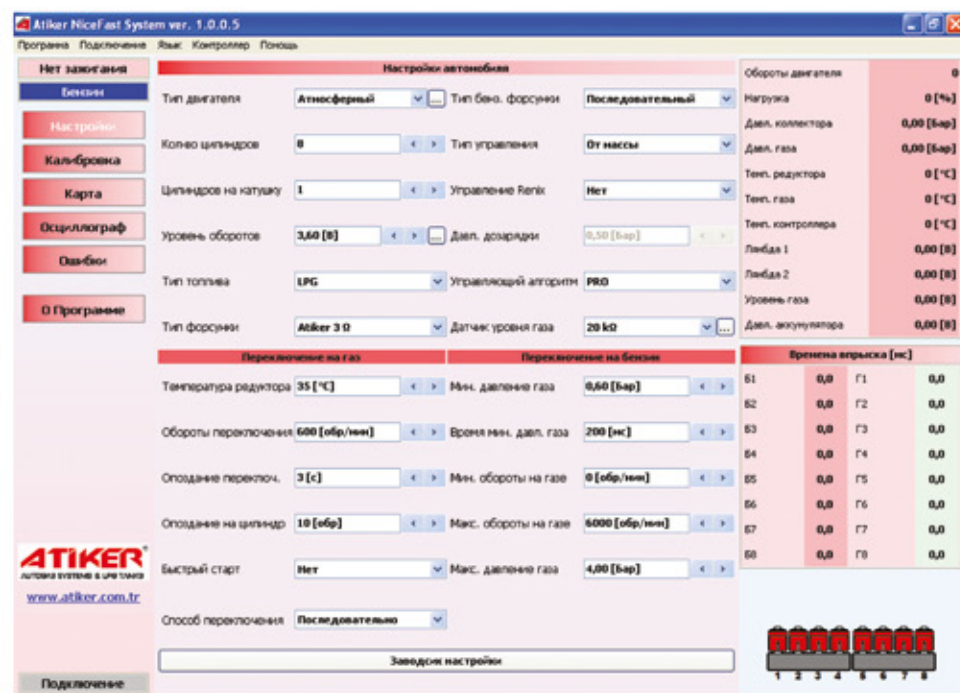 Atiker NiceFast System ver. 1.0.0.5
Программа Подключение Язык Контроллер Помощь
Нет зажигания
Бензин
Настройки
Калибровка
Карта
Осциллограф
Ошибки
О Программе
ATIKER®
AUTOGAS SYSTEMS & LPG TANKS
www.atiker.com.tr
Подключение
Настройки автомобиля
Тип двигателя Атмосферный ... Тип бенз. форсунки Последовательный
Кол-во цилиндров 8 Тип управления От массы
Цилиндров на катушку 1 Управление Renix Нет
Уровень оборотов 3,60 [В] ... Давл. дозарядки 0,50 [Бар]
Тип топлива LPG Управляющий алгоритм PRO
Тип форсунки Atiker 3 Ω Датчик уровня газа 20 kΩ ...
Переключение на газ Переключение на бензин
Температура редуктора 35 [°C] Мин. давление газа 0,60 [Бар]
Обороты переключения 600 [обр/мин] Время мин. давл. газа 200 [мс]
Опоздание переключ. 3 [с] Мин. обороты на газе 0 [обр/мин]
Опоздание на цилиндр 10 [обр] Макс. обороты на газе 6000 [обр/мин]
Быстрый старт Нет Макс. давление газа 4,00 [Бар]
Способ переключения Последовательно
Заводсик настройки
Обороты двигателя 0
Нагрузка 0 [%]
Давл. коллектора 0,00 [Бар]
Давл. газа 0,00 [Бар]
Темп. редуктора 0 [°C]
Темп. газа 0 [°C]
Темп. контроллера 0 [°C]
Лямбда 1 0,00 [В]
Лямбда 2 0,00 [В]
Уровень газа 0,00 [В]
Давл. аккумулятора 0,00 [В]
Времена впрыска [мс]
Б1 0,0 Г1 0,0
Б2 0,0 Г2 0,0
Б3 0,0 Г3 0,0
Б4 0,0 Г4 0,0
Б5 0,0 Г5 0,0
Б6 0,0 Г6 0,0
Б7 0,0 Г7 0,0
Б8 0,0 Г8 0,0
1 2 3 4 5 6 7 8